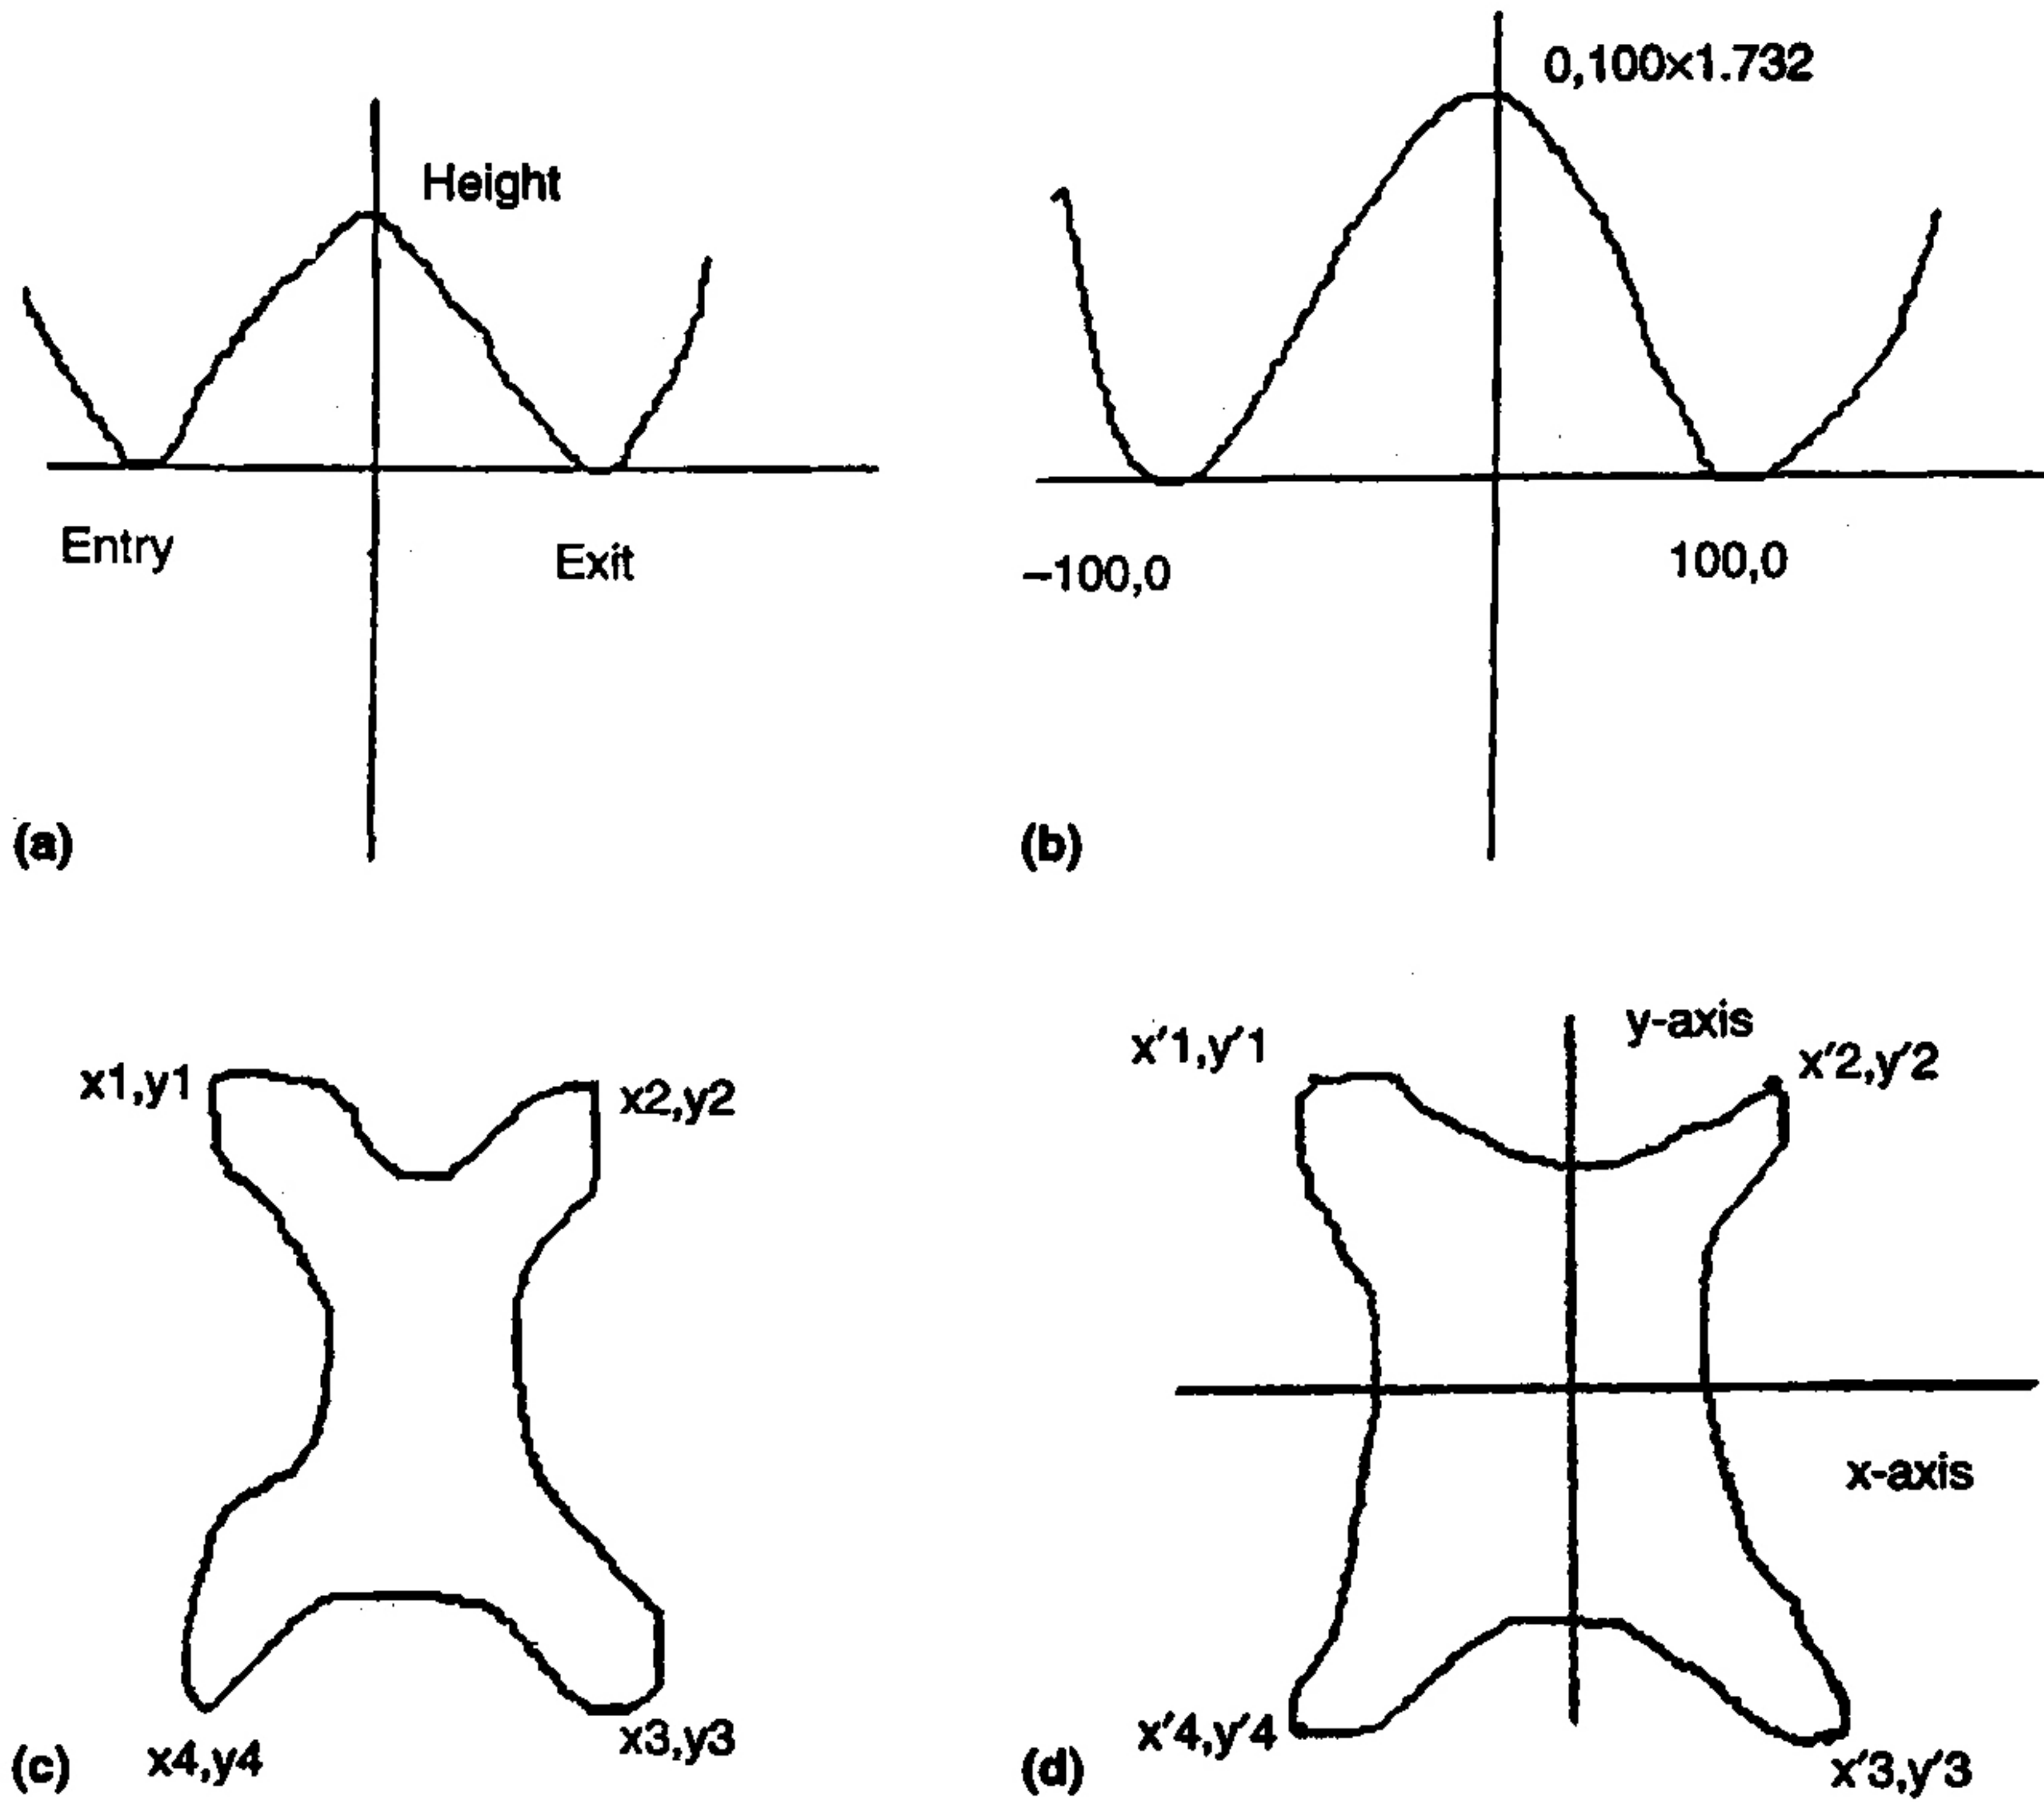 Height
Entry
Exit
(a)
0,100×1.732
−100,0
100,0
(b)
x1,y1
x2,y2
x3,y3
x4,y4
(c)
y-axis
x′1,y′1
x′2,y′2
x-axis
x′4,y′4
x′3,y′3
(d)